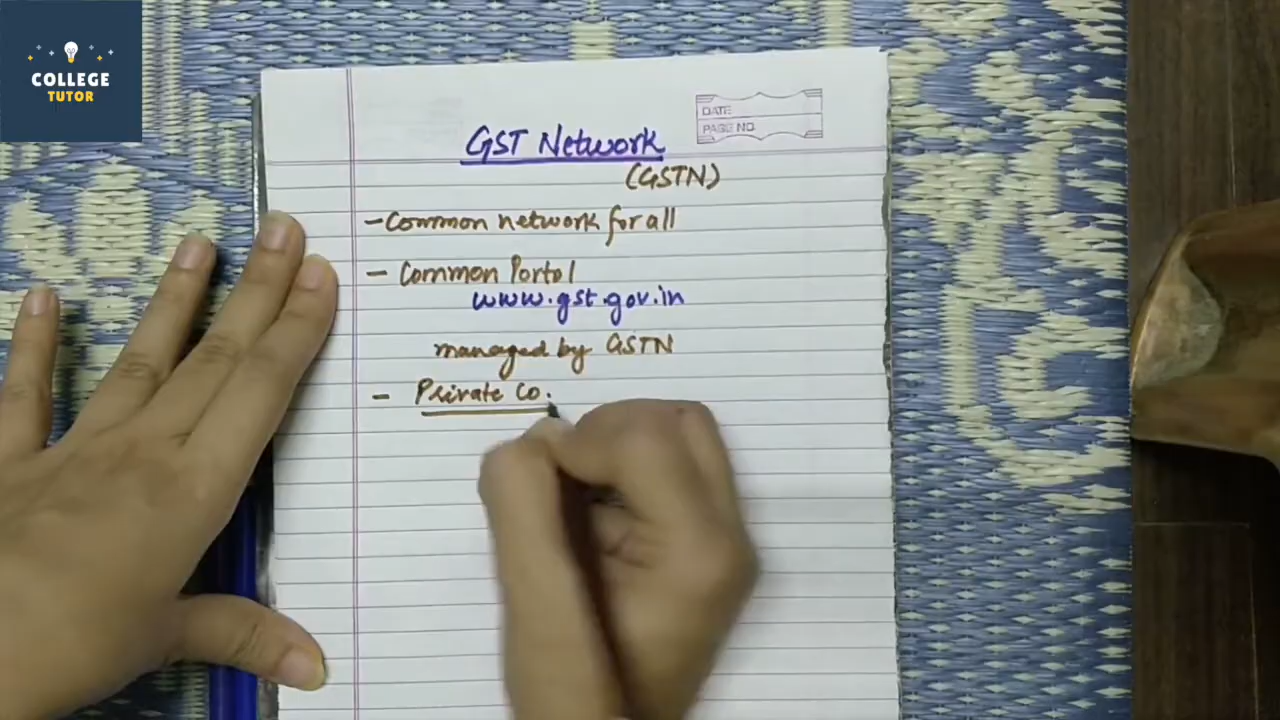 COLLEGE
TUTOR
DATE
PAGE NO.
GST Network
(GSTN)
- Common network for all
- Common Portal
www.gst.gov.in
managed by GSTN
- Private Co.